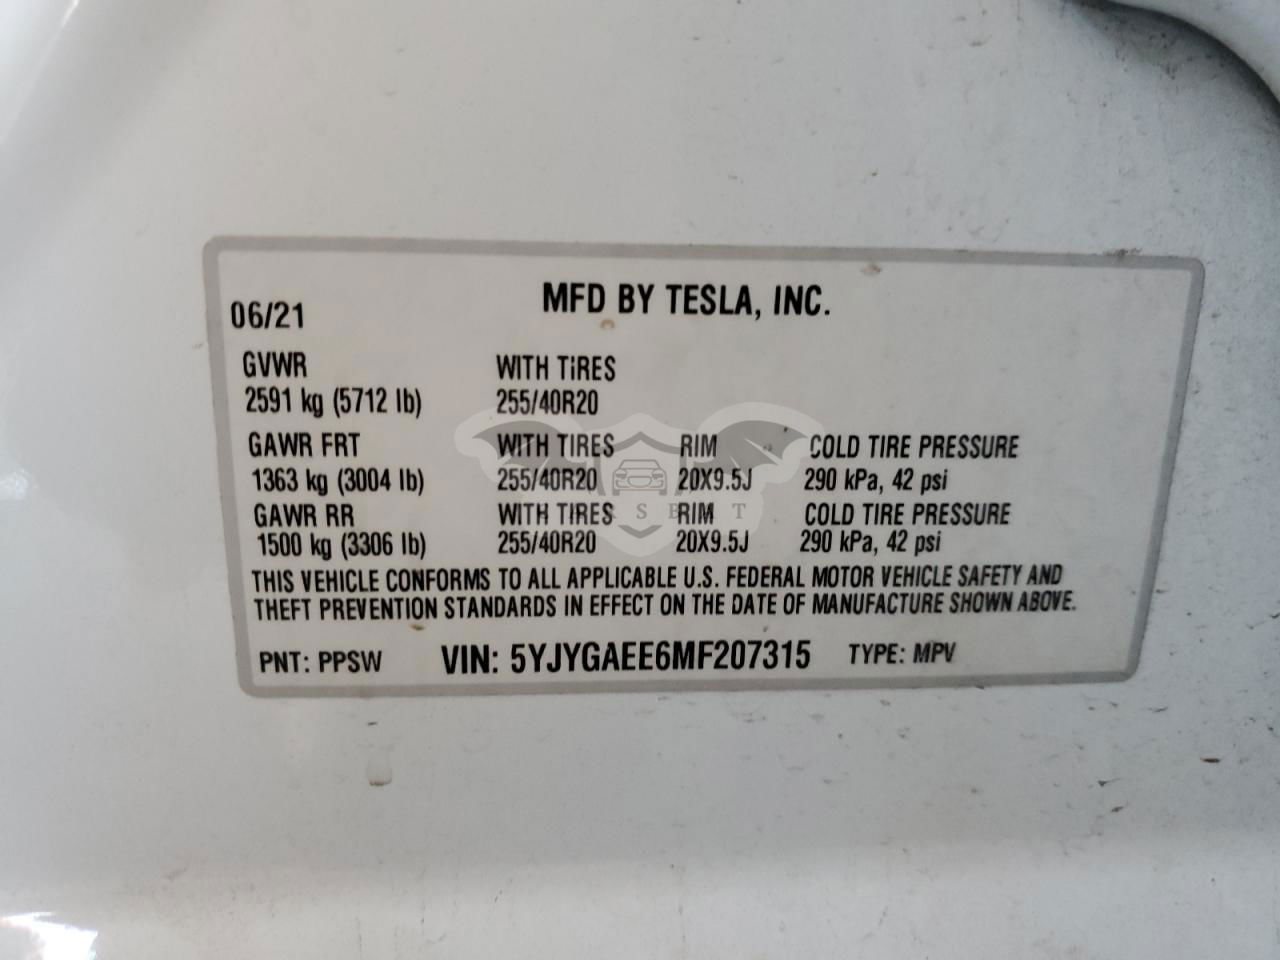 MFD BY TESLA, INC.
06/21
GVWR WITH TIRES
2591 kg (5712 lb) 255/40R20
GAWR FRT WITH TIRES RIM COLD TIRE PRESSURE
1363 kg (3004 lb) 255/40R20 20X9.5J 290 kPa, 42 psi
GAWR RR WITH TIRES RIM COLD TIRE PRESSURE
1500 kg (3306 lb) 255/40R20 20X9.5J 290 kPa, 42 psi
THIS VEHICLE CONFORMS TO ALL APPLICABLE U.S. FEDERAL MOTOR VEHICLE SAFETY AND
THEFT PREVENTION STANDARDS IN EFFECT ON THE DATE OF MANUFACTURE SHOWN ABOVE.
PNT: PPSW VIN: 5YJYGAEE6MF207315 TYPE: MPV